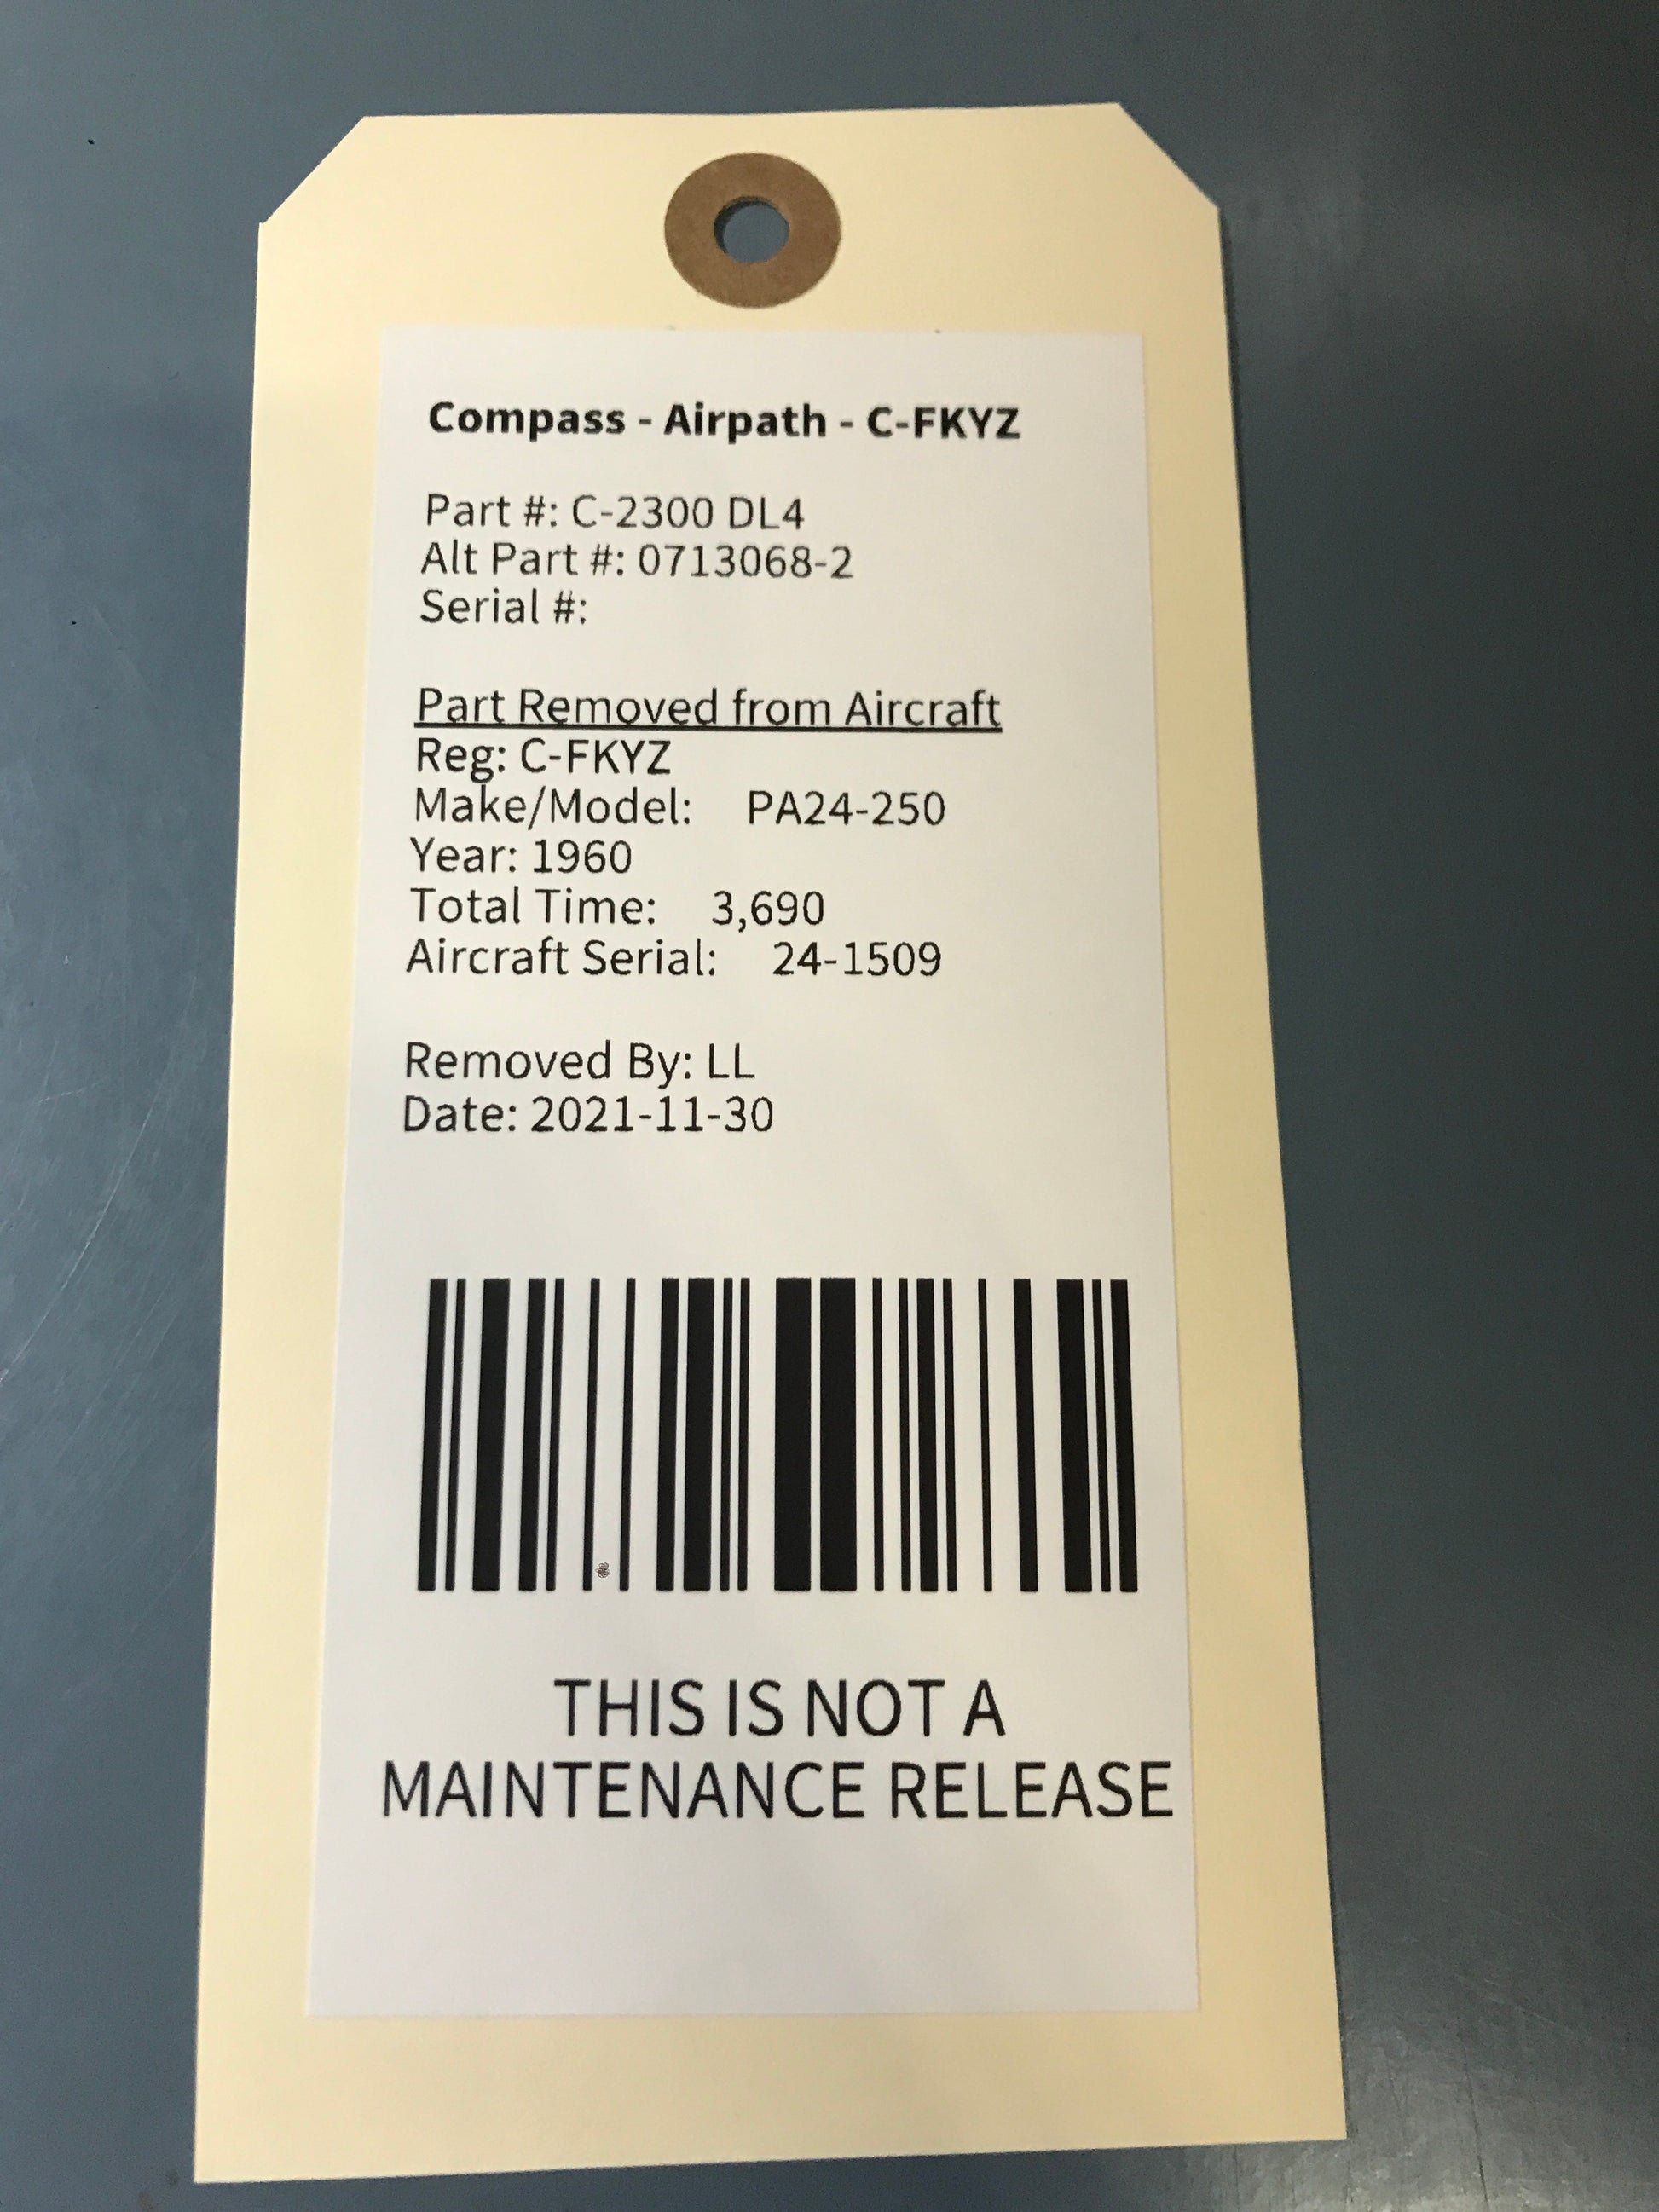 Compass - Airpath - C-FKYZ
Part #: C-2300 DL4
Alt Part #: 0713068-2
Serial #:
Part Removed from Aircraft
Reg: C-FKYZ
Make/Model: PA24-250
Year: 1960
Total Time: 3,690
Aircraft Serial: 24-1509
Removed By: LL
Date: 2021-11-30
THIS IS NOT A
MAINTENANCE RELEASE